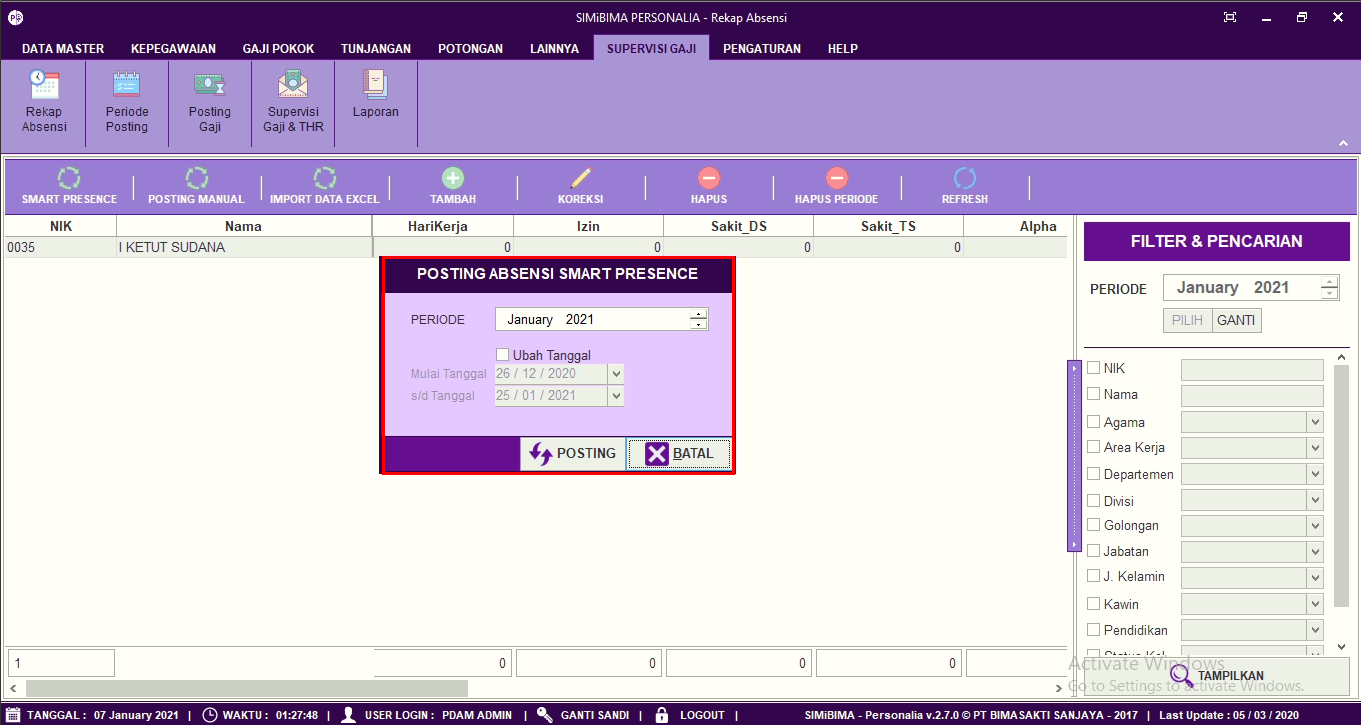 SIMiBIMA PERSONALIA - Rekap Absensi
DATA MASTER KEPEGAWAIAN GAJI POKOK TUNJANGAN POTONGAN LAINNYA SUPERVISI GAJI PENGATURAN HELP
Rekap Absensi
Periode Posting
Posting Gaji
Supervisi Gaji & THR
Laporan
SMART PRESENCE POSTING MANUAL IMPORT DATA EXCEL TAMBAH KOREKSI HAPUS HAPUS PERIODE REFRESH
NIK Nama HariKerja Izin Sakit_DS Sakit_TS Alpha
0035 I KETUT SUDANA 0 0 0 0
POSTING ABSENSI SMART PRESENCE
PERIODE January 2021
Ubah Tanggal
Mulai Tanggal 26 / 12 / 2020
s/d Tanggal 25 / 01 / 2021
POSTING BATAL
FILTER & PENCARIAN
PERIODE January 2021
PILIH GANTI
NIK
Nama
Agama
Area Kerja
Departemen
Divisi
Golongan
Jabatan
J. Kelamin
Kawin
Pendidikan
TAMPILKAN
Activate Windows
Go to Settings to activate Windows.
1 0 0 0 0
TANGGAL : 07 January 2021 | WAKTU : 01:27:48 | USER LOGIN : PDAM ADMIN | GANTI SANDI | LOGOUT | SIMiBIMA - Personalia v.2.7.0 © PT BIMASAKTI SANJAYA - 2017 | Last Update : 05 / 03 / 2020